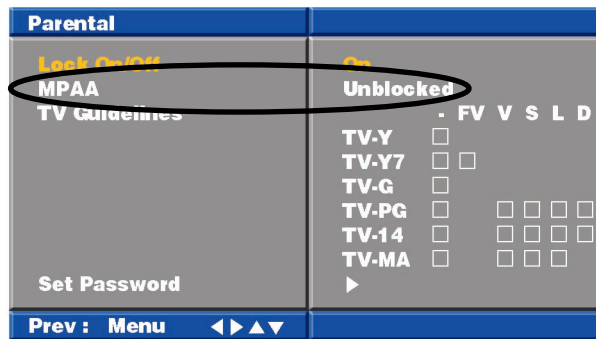 Parental
Lock On/Off On
MPAA Unblocked
TV Guidelines - FV V S L D
TV-Y
TV-Y7
TV-G
TV-PG
TV-14
TV-MA
Set Password
Prev : Menu